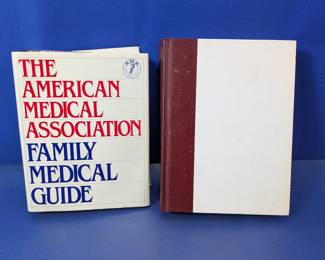 THE
AMERICAN
MEDICAL
ASSOCIATION
FAMILY
MEDICAL
GUIDE